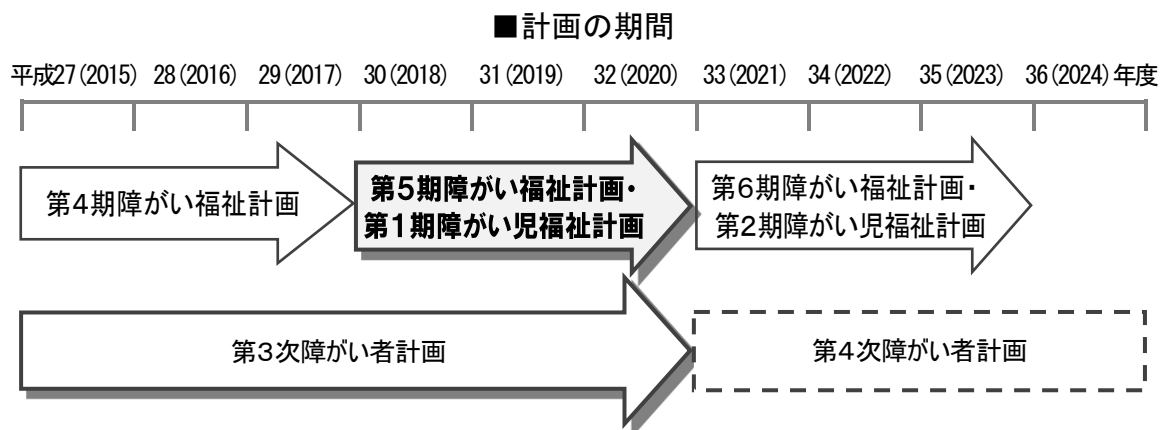 ■計画の期間
平成27(2015) 28(2016) 29(2017) 30(2018) 31(2019) 32(2020) 33(2021) 34(2022) 35(2023) 36(2024)年度
第4期障がい福祉計画
第5期障がい福祉計画・
第1期障がい児福祉計画
第6期障がい福祉計画・
第2期障がい児福祉計画
第3次障がい者計画
第4次障がい者計画